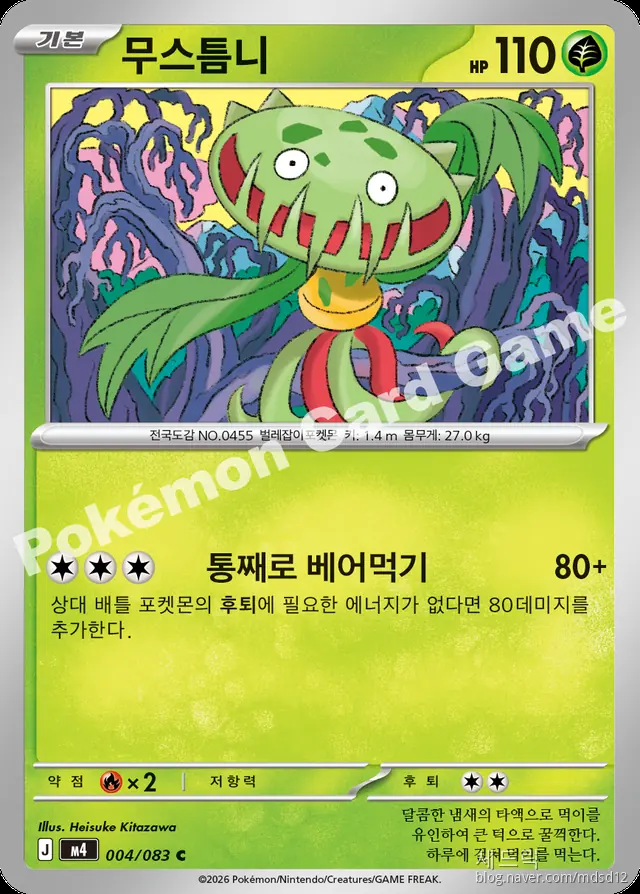 기본 무스틈니 HP 110
전국도감 NO.0455 벌레잡이포켓몬 키: 1.4 m 몸무게: 27.0 kg
Pokémon Card Game
통째로 베어먹기 80+
상대 배틀 포켓몬의 후퇴에 필요한 에너지가 없다면 80데미지를
추가한다.
약점 ×2 저항력 후퇴
Illus. Heisuke Kitazawa
달콤한 냄새의 타액으로 먹이를
유인하여 큰 턱으로 꿀꺽한다.
하루에 걸쳐 먹이를 먹는다.
J M4 004/083 C
©2026 Pokémon/Nintendo/Creatures/GAME FREAK.
blog.naver.com/mdsd12